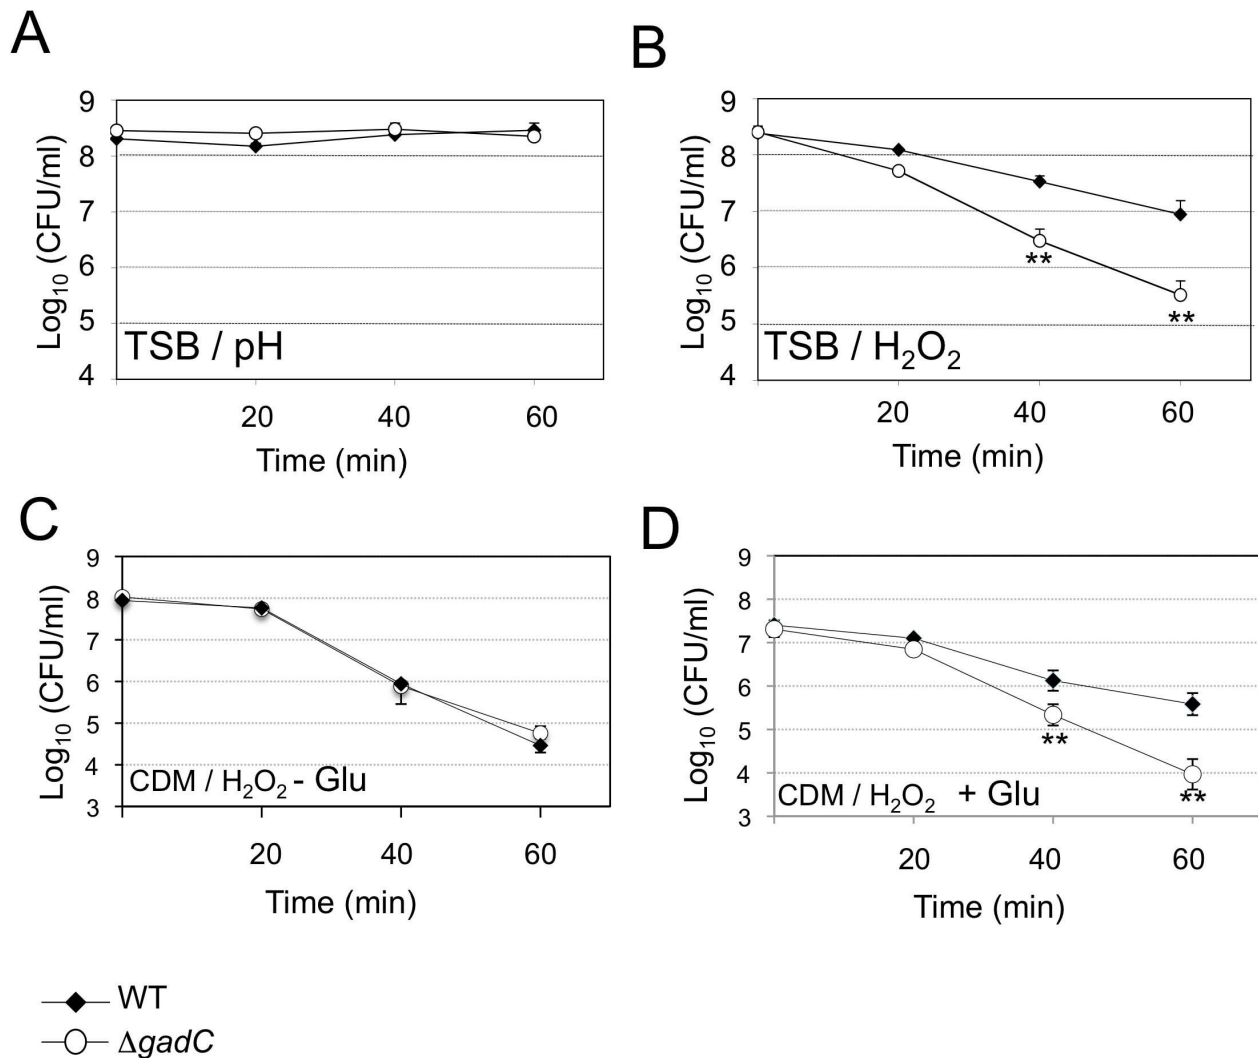 A
Log10 (CFU/ml)
9
8
7
6
5
4
TSB / pH
20 40 60
Time (min)
B
Log10 (CFU/ml)
9
8
7
6
5
4
**
**
TSB / H2O2
20 40 60
Time (min)
C
Log10 (CFU/ml)
9
8
7
6
5
4
3
CDM / H2O2 - Glu
20 40 60
Time (min)
D
Log10 (CFU/ml)
9
8
7
6
5
4
3
**
**
CDM / H2O2 + Glu
20 40 60
Time (min)
WT
ΔgadC